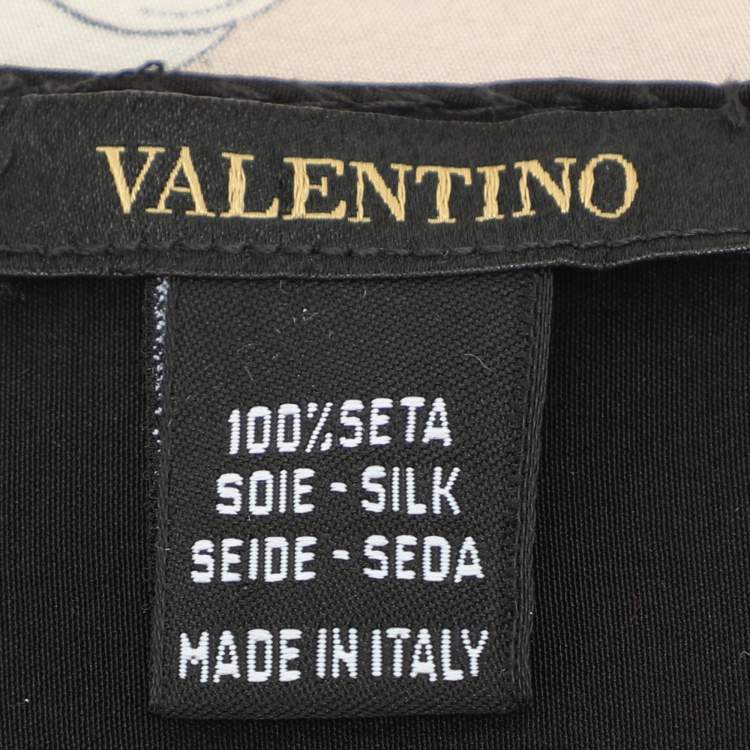 VALENTINO
100%SETA
SOIE - SILK
SEIDE - SEDA
MADE IN ITALY